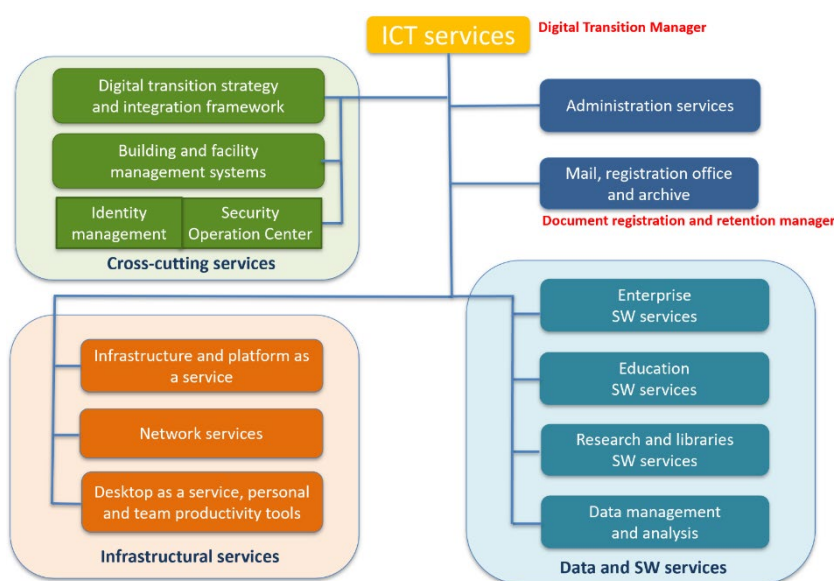 ICT services
Digital Transition Manager
Digital transition strategy
and integration framework
Building and facility
management systems
Identity
management
Security
Operation Center
Cross-cutting services
Administration services
Mail, registration office
and archive
Document registration and retention manager
Infrastructure and platform as
a service
Network services
Desktop as a service, personal
and team productivity tools
Infrastructural services
Enterprise
SW services
Education
SW services
Research and libraries
SW services
Data management
and analysis
Data and SW services